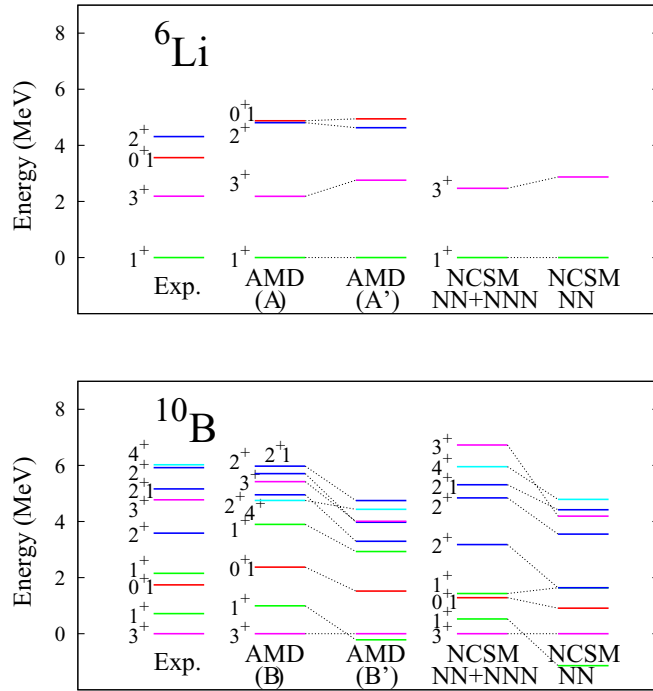 ⁶Li
Energy (MeV)
8
6
4
2
0
2⁺
0⁺1
3⁺
1⁺
0⁺1
2⁺
3⁺
1⁺
3⁺
1⁺
Exp.
AMD
(A)
AMD
(A')
NCSM
NN+NNN
NCSM
NN
¹⁰B
Energy (MeV)
8
6
4
2
0
4⁺
2⁺
2⁺1
3⁺
2⁺
1⁺
0⁺1
1⁺
3⁺
2⁺
2⁺1
3⁺
2⁺
4⁺
1⁺
0⁺1
1⁺
3⁺
3⁺
4⁺
2⁺1
2⁺
2⁺
1⁺
0⁺1
1⁺
3⁺
Exp.
AMD
(B)
AMD
(B')
NCSM
NN+NNN
NCSM
NN